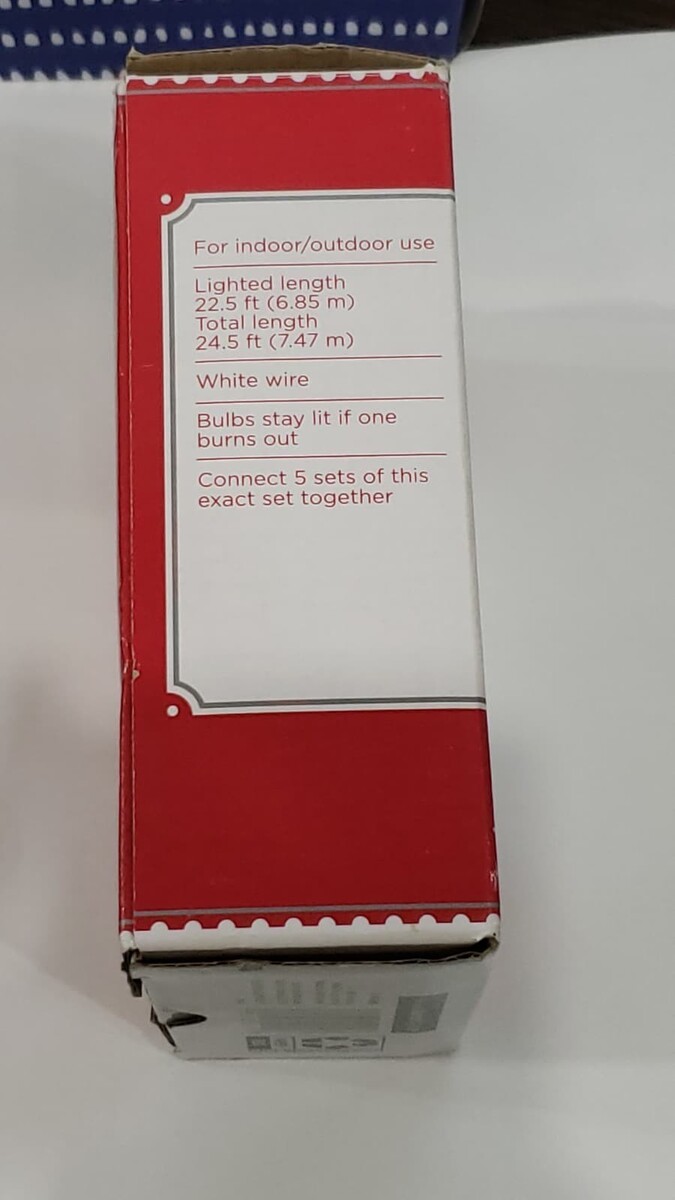 For indoor/outdoor use
Lighted length
22.5 ft (6.85 m)
Total length
24.5 ft (7.47 m)
White wire
Bulbs stay lit if one
burns out
Connect 5 sets of this
exact set together